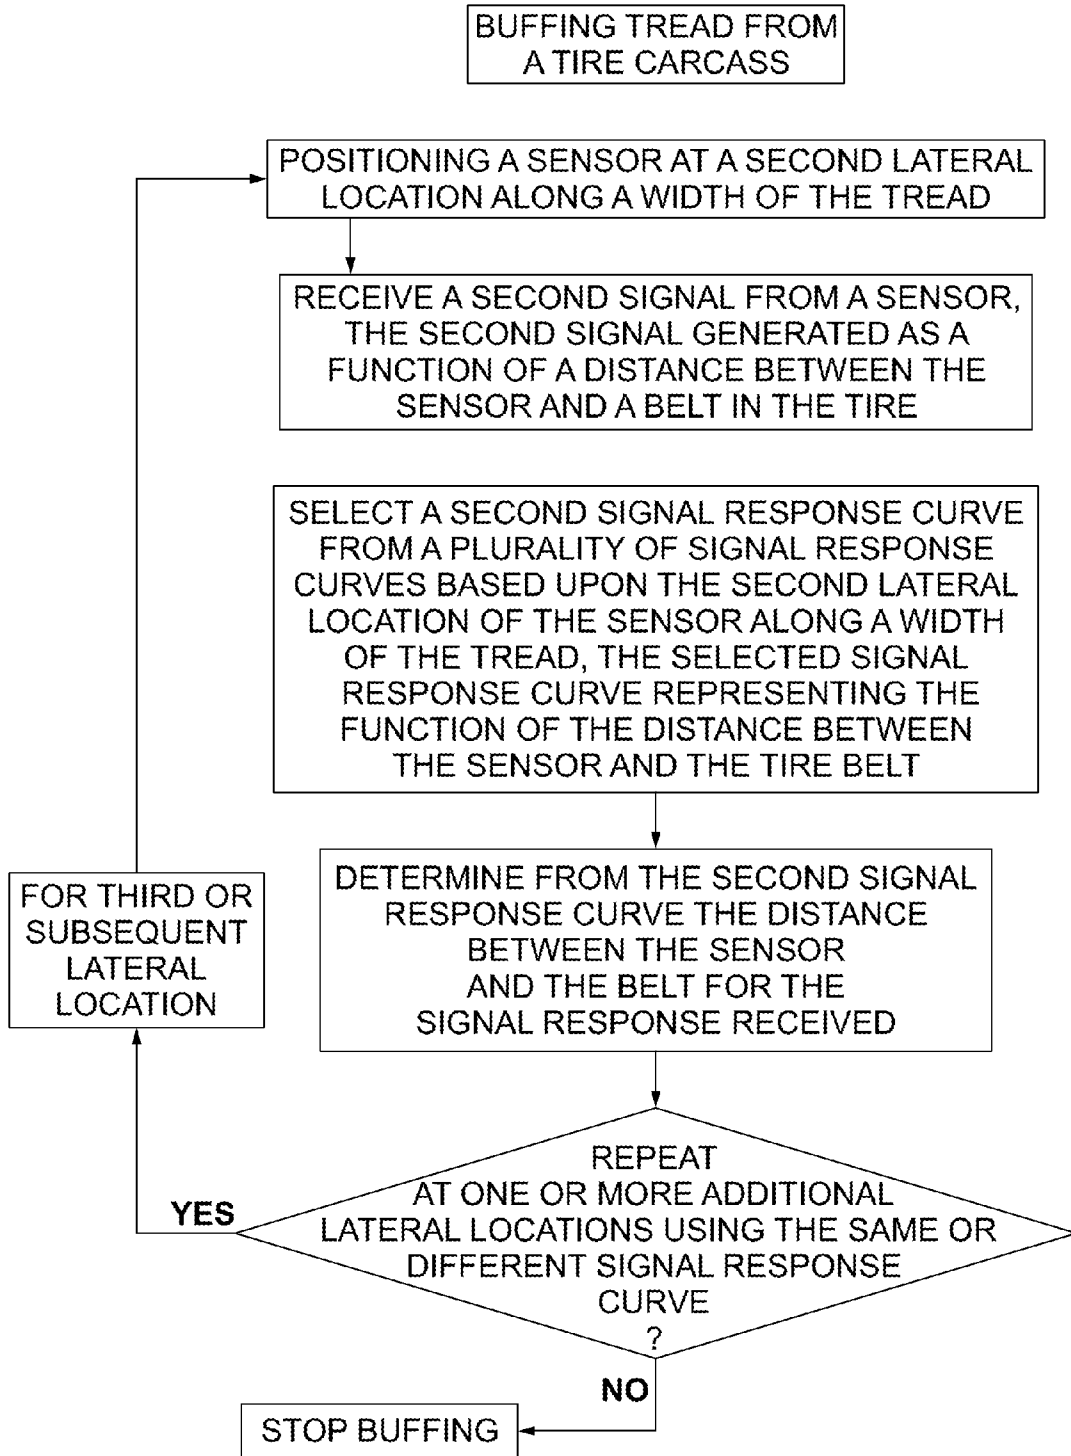 BUFFING TREAD FROM
A TIRE CARCASS
POSITIONING A SENSOR AT A SECOND LATERAL
LOCATION ALONG A WIDTH OF THE TREAD
RECEIVE A SECOND SIGNAL FROM A SENSOR,
THE SECOND SIGNAL GENERATED AS A
FUNCTION OF A DISTANCE BETWEEN THE
SENSOR AND A BELT IN THE TIRE
SELECT A SECOND SIGNAL RESPONSE CURVE
FROM A PLURALITY OF SIGNAL RESPONSE
CURVES BASED UPON THE SECOND LATERAL
LOCATION OF THE SENSOR ALONG A WIDTH
OF THE TREAD, THE SELECTED SIGNAL
RESPONSE CURVE REPRESENTING THE
FUNCTION OF THE DISTANCE BETWEEN
THE SENSOR AND THE TIRE BELT
DETERMINE FROM THE SECOND SIGNAL
RESPONSE CURVE THE DISTANCE
BETWEEN THE SENSOR
AND THE BELT FOR THE
SIGNAL RESPONSE RECEIVED
FOR THIRD OR
SUBSEQUENT
LATERAL
LOCATION
REPEAT
AT ONE OR MORE ADDITIONAL
LATERAL LOCATIONS USING THE SAME OR
DIFFERENT SIGNAL RESPONSE
CURVE
?
YES
NO
STOP BUFFING